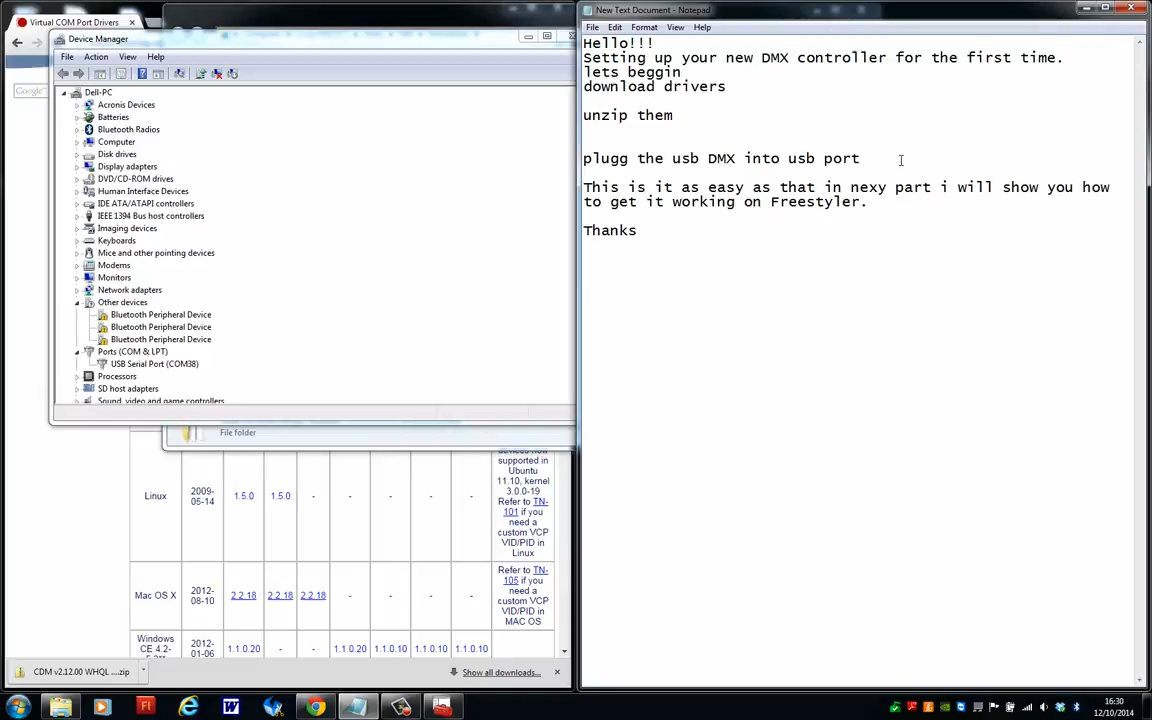 Virtual COM Port Drivers
Google
Device Manager
File Action View Help
Dell-PC
Acronis Devices
Batteries
Bluetooth Radios
Computer
Disk drives
Display adapters
DVD/CD-ROM drives
Human Interface Devices
IDE ATA/ATAPI controllers
IEEE 1394 Bus host controllers
Imaging devices
Keyboards
Mice and other pointing devices
Modems
Monitors
Network adapters
Other devices
Bluetooth Peripheral Device
Bluetooth Peripheral Device
Bluetooth Peripheral Device
Ports (COM & LPT)
USB Serial Port (COM38)
Processors
SD host adapters
Sound, video and game controllers
File folder
supported in
Ubuntu
11.10, kernel
3.0.0-19
Refer to TN-
101 if you
need a
custom VCP
VID/PID in
Linux
Linux 2009-05-14 1.5.0 1.5.0 - - - -
Refer to TN-
105 if you
need a
custom VCP
VID/PID in
MAC OS
Mac OS X 2012-08-10 2.2.18 2.2.18 2.2.18 - - - -
Windows
CE 4.2-
2012-01-06 1.1.0.20 - - 1.1.0.20 1.1.0.10 1.1.0.10 1.1.0.10
CDM v2.12.00 WHQL ....zip
Show all downloads...
New Text Document - Notepad
File Edit Format View Help
Hello!!!
Setting up your new DMX controller for the first time.
lets beggin
download drivers
unzip them
plugg the usb DMX into usb port
This is it as easy as that in nexy part i will show you how
to get it working on Freestyler.
Thanks
16:30
12/10/2014